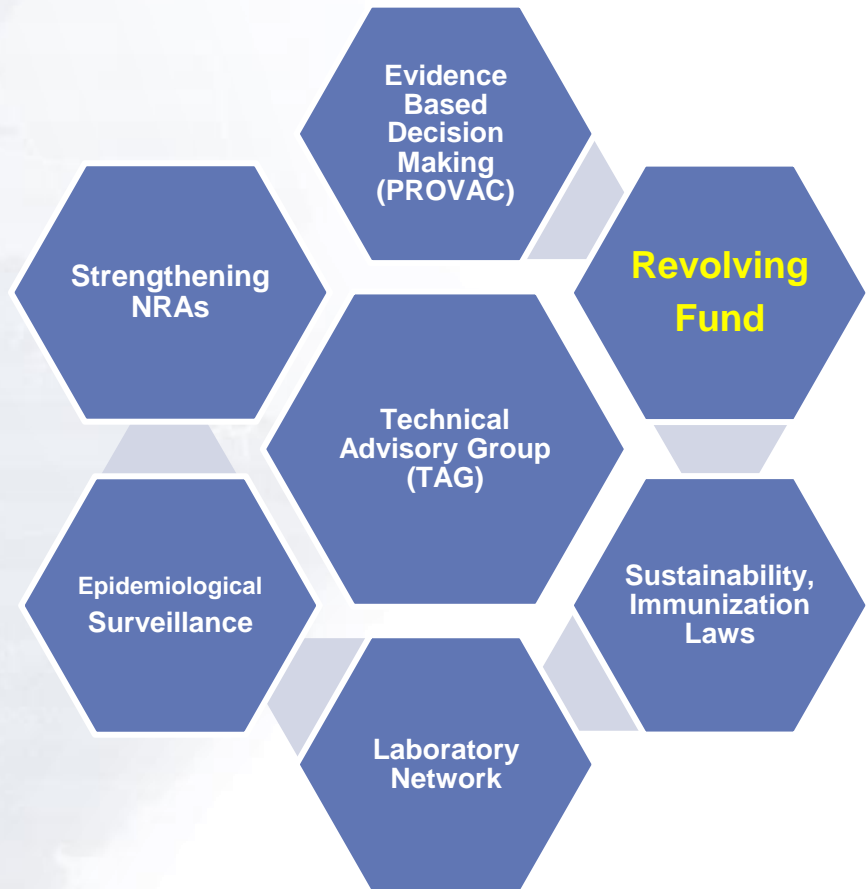 Evidence
Based
Decision
Making
(PROVAC)
Revolving
Fund
Strengthening
NRAs
Technical
Advisory Group
(TAG)
Sustainability,
Immunization
Laws
Epidemiological
Surveillance
Laboratory
Network